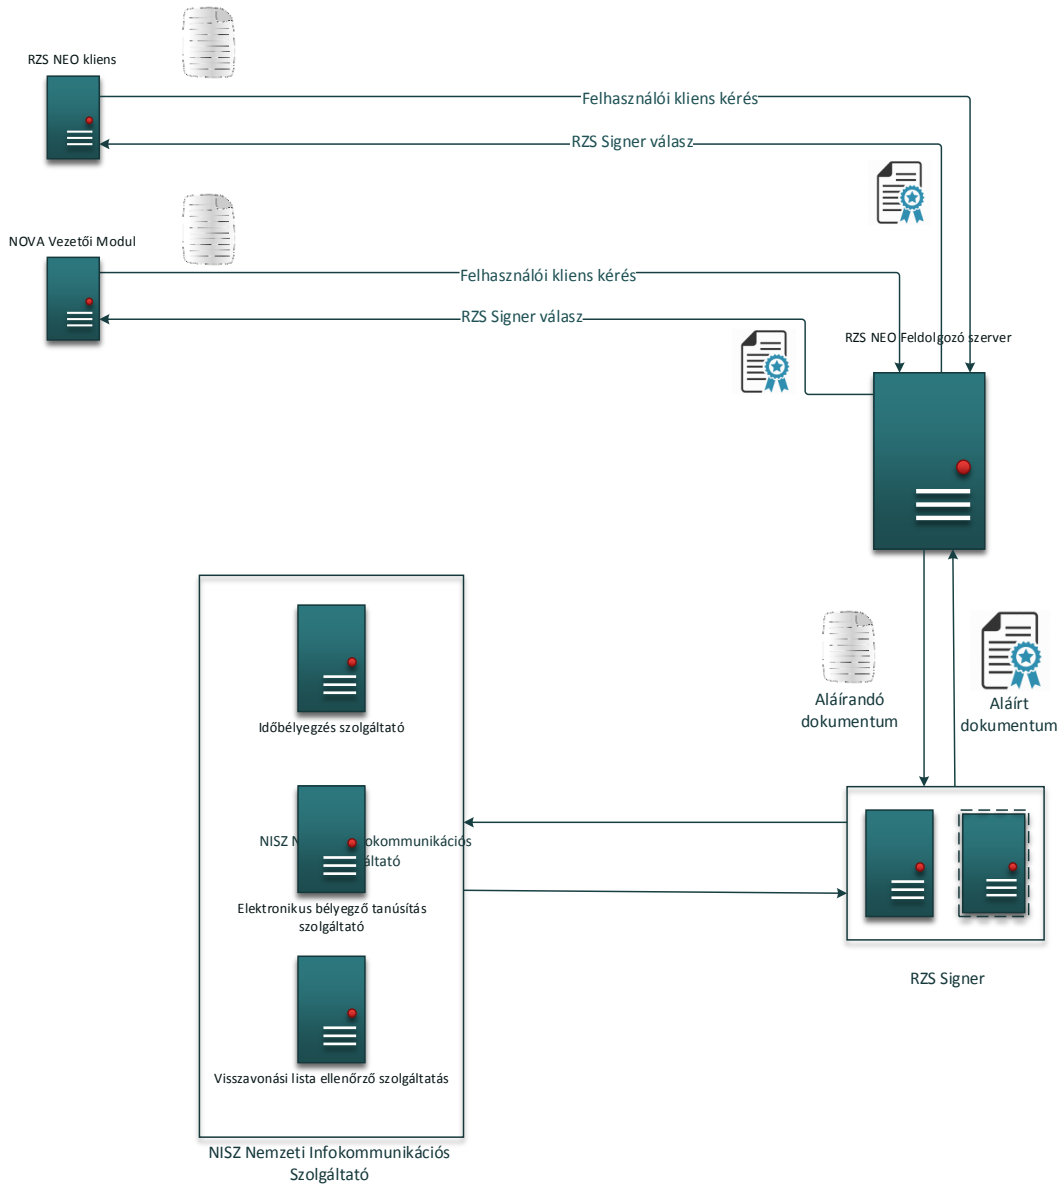 RZS NEO kliens
Felhasználói kliens kérés
RZS Signer válasz
NOVA Vezetői Modul
Felhasználói kliens kérés
RZS Signer válasz
RZS NEO Feldolgozó szerver
Aláírandó
dokumentum
Aláírt
dokumentum
Időbélyegzés szolgáltató
NISZ
Elektronikus bélyegző tanúsítás
szolgáltató
RZS Signer
Visszavonási lista ellenőrző szolgáltatás
NISZ Nemzeti Infokommunikációs
Szolgáltató